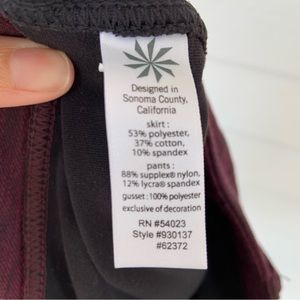 Designed in
Sonoma County,
California
skirt :
53% polyester,
37% cotton,
10% spandex
pants :
88% supplex® nylon,
12% lycra® spandex
gusset: 100% polyester
exclusive of decoration
RN #54023
Style #930137
#62372